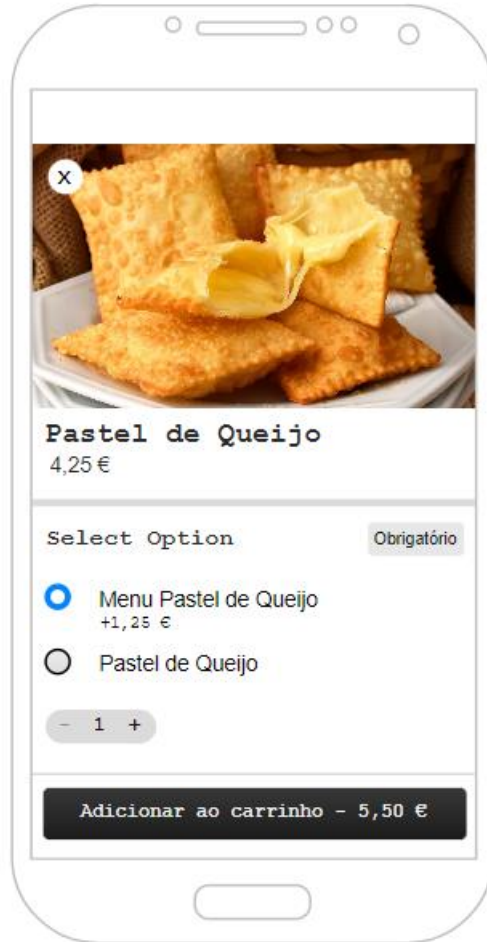 X
Pastel de Queijo
4,25 €
Select Option Obrigatório
Menu Pastel de Queijo
+1,25 €
Pastel de Queijo
- 1 +
Adicionar ao carrinho - 5,50 €